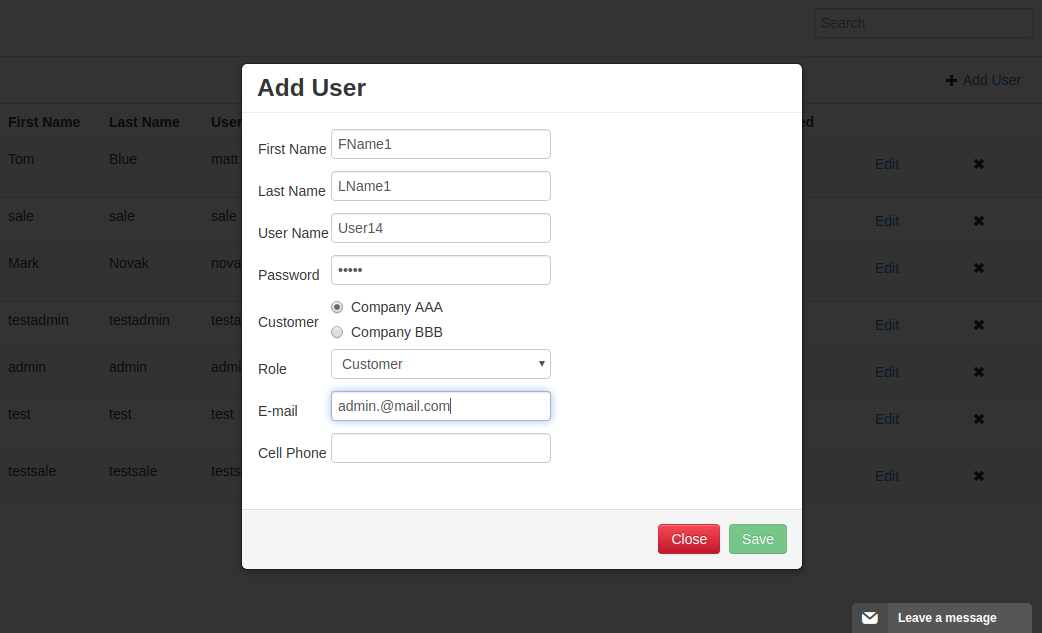 Search
Add User
Add User
First Name Last Name User ed
First Name FName1
Tom Blue matt Edit
Last Name LName1
sale sale sale Edit
User Name User14
Mark Novak nova Edit
Password •••••
Customer Company AAA
Company BBB
testadmin testadmin testa Edit
Role Customer
admin admin admi Edit
E-mail admin.@mail.com
test test test Edit
Cell Phone
testsale testsale tests Edit
Close Save
Leave a message